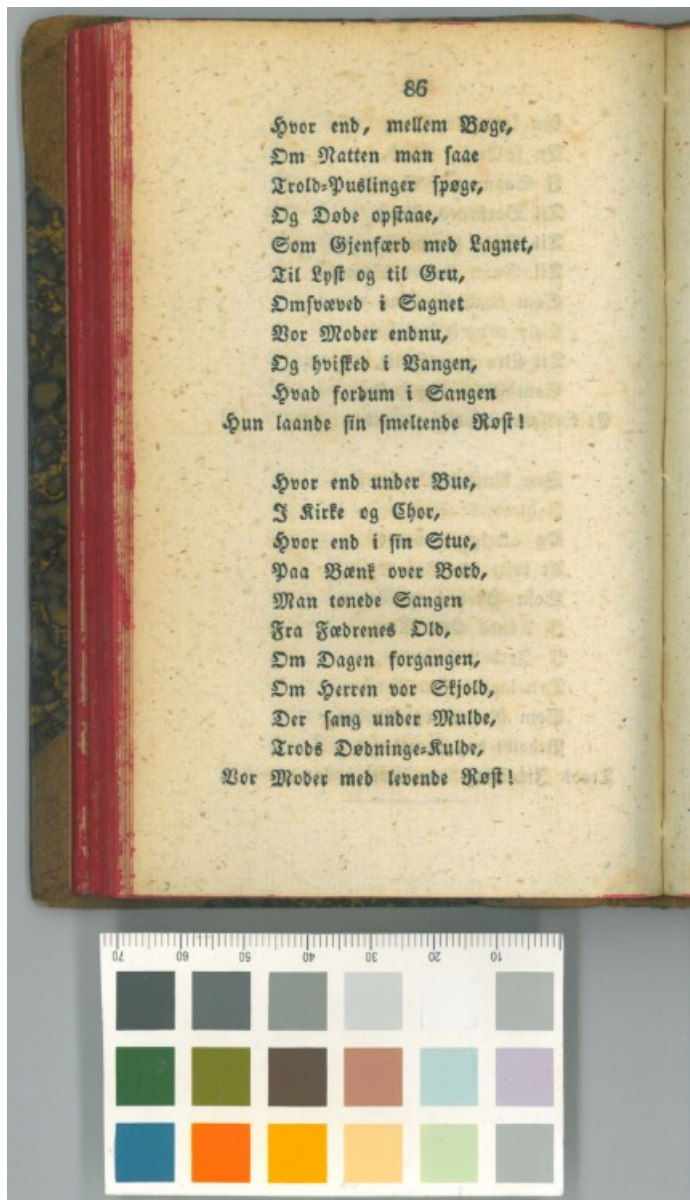 86
Hvor end, mellem Bøge,
Om Natten man saae
Trold-Puslinger spøge,
Og Døde opstaae,
Som Gjenfærd med Lagnet,
Til Lyst og til Gru,
Omsvæved i Sagnet
Vor Moder endnu,
Og hvisked i Vangen,
Hvad fordum i Sangen
Hun laande sin smeltende Røst!
Hvor end under Bue,
I Kirke og Chor,
Hvor end i sin Stue,
Paa Bænk over Bord,
Man tonede Sangen
Fra Fædrenes Old,
Om Dagen forgangen,
Om Herren vor Skjold,
Der sang under Mulde,
Trods Dødninge-Kulde,
Vor Moder med levende Røst!
70 60 50 40 30 20 10